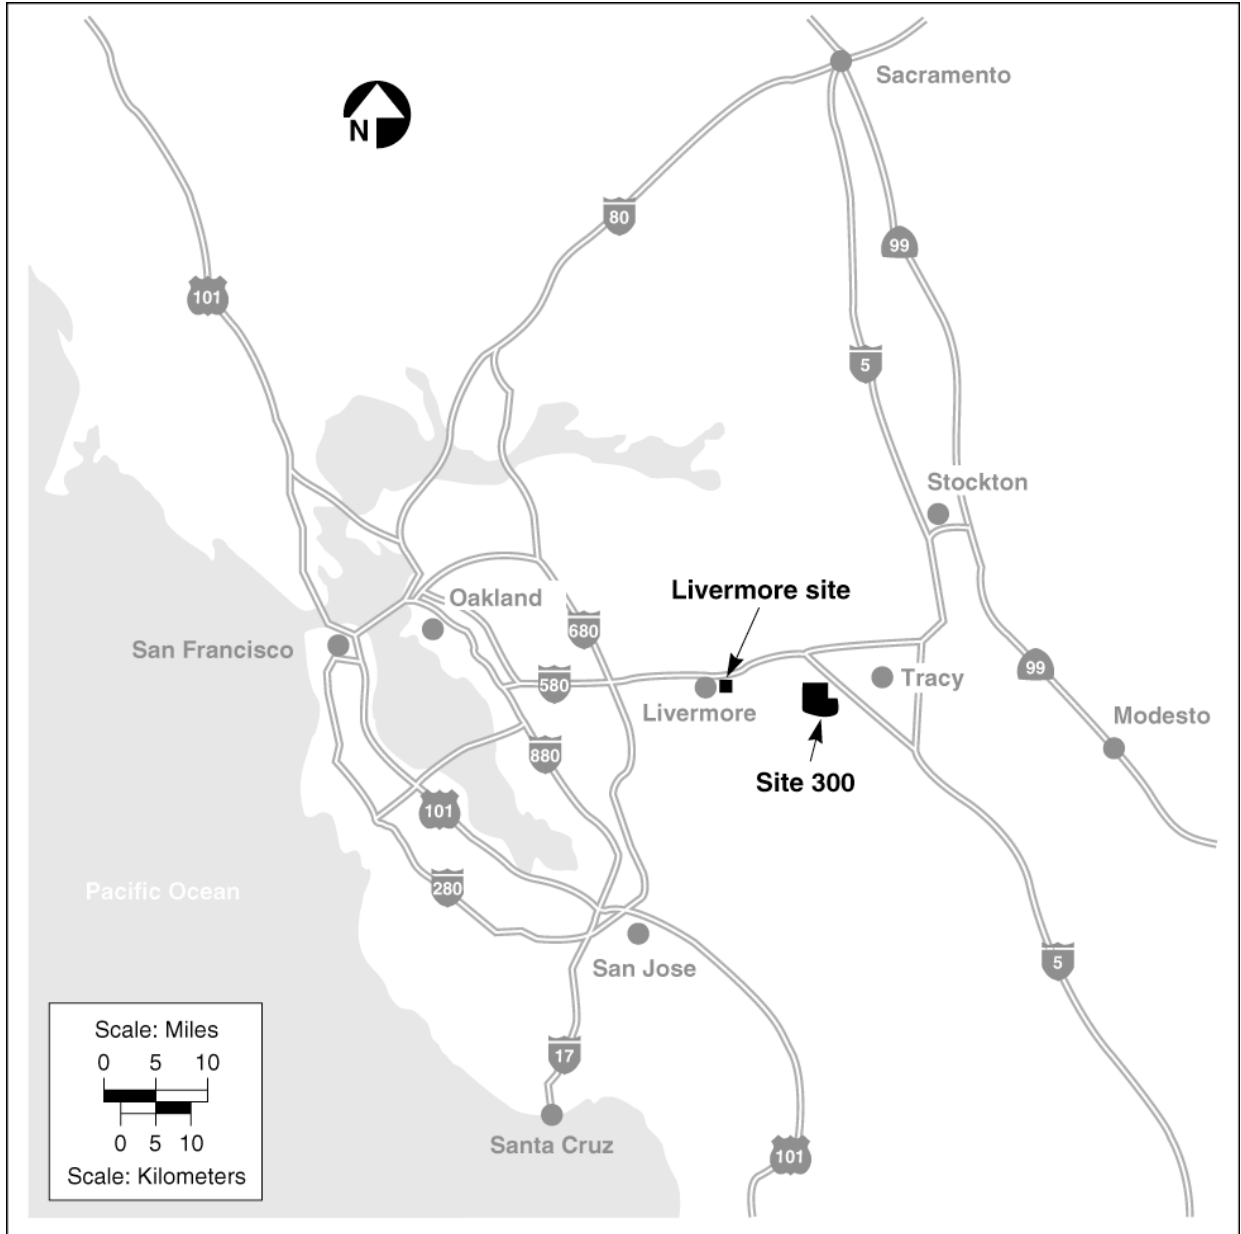 Sacramento
N
80
99
101
5
Stockton
Livermore site
Oakland
680
San Francisco
99
580
Tracy
Livermore
Modesto
880
Site 300
101
Pacific Ocean
280
5
San Jose
Scale: Miles
0 5 10
17
0 5 10
Santa Cruz
101
Scale: Kilometers